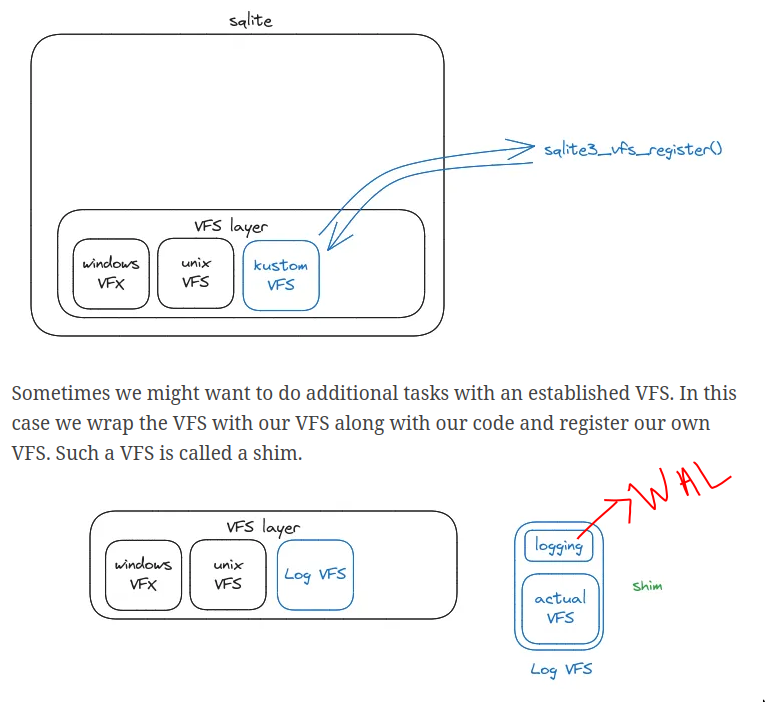 sqlite
sqlite3_vfs_register()
VFS layer
windows
VFX
unix
VFS
kustom
VFS
Sometimes we might want to do additional tasks with an established VFS. In this
case we wrap the VFS with our VFS along with our code and register our own
VFS. Such a VFS is called a shim.
WAL
VFS layer
windows
VFX
unix
VFS
Log VFS
logging
actual
VFS
Shim
Log VFS